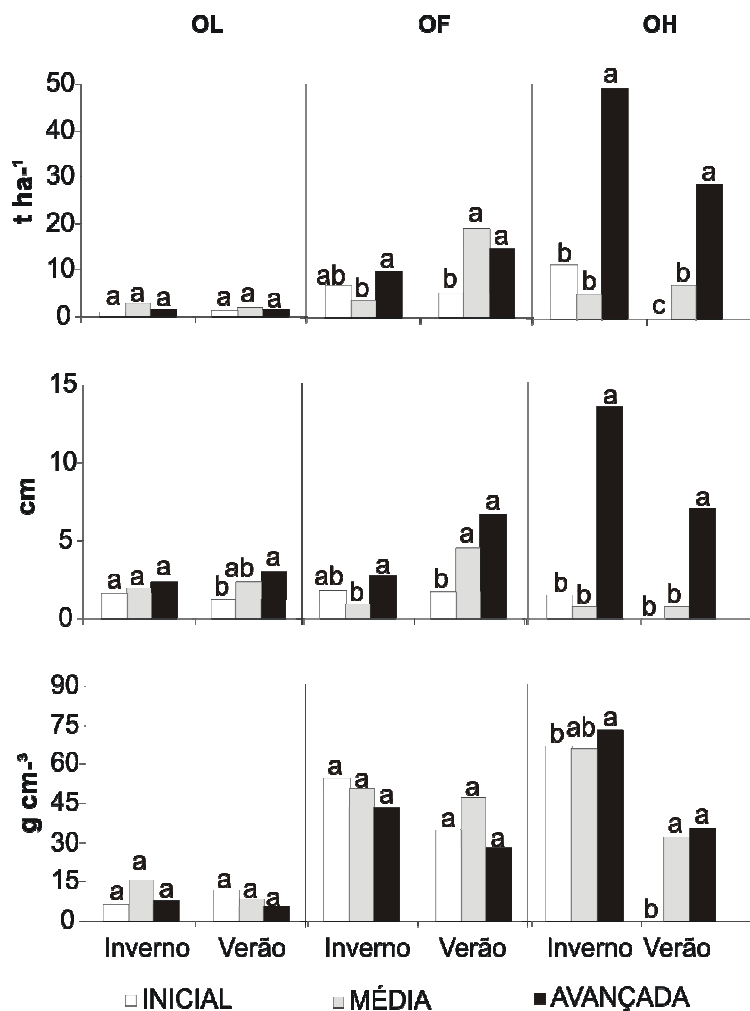 OL OF OH
50
40
30
20
10
0
t ha-¹
a a a a a a
ab b a b a a
b b a c b a
15
10
5
0
cm
a a a b ab a
ab b a b a a
b b a b b a
90
75
60
45
30
15
0
g cm-³
a a a a a a
a a a a a a
b ab a b a a
Inverno Verão Inverno Verão Inverno Verão
INICIAL MÉDIA AVANÇADA